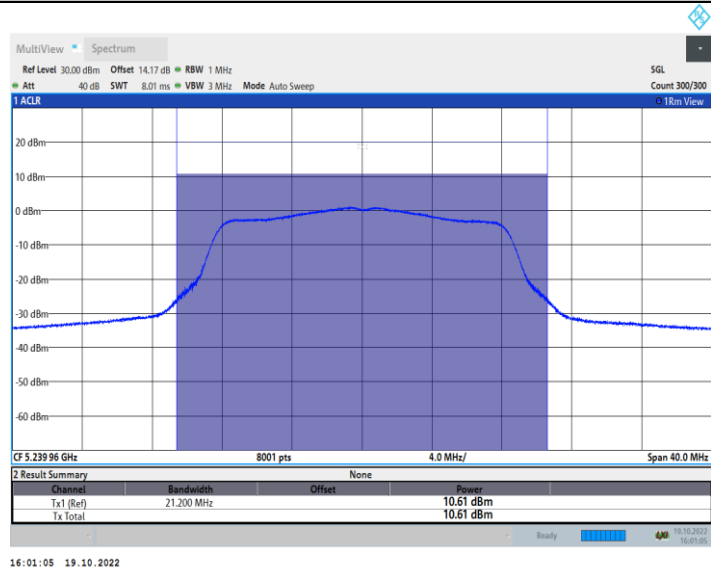 MultiView Spectrum
Ref Level 30.00 dBm Offset 14.17 dB RBW 1 MHz SGL
Att 40 dB SWT 8.01 ms VBW 3 MHz Mode Auto Sweep Count 300/300
1 ACLR 1Rm View
20 dBm
10 dBm
0 dBm
-10 dBm
-20 dBm
-30 dBm
-40 dBm
-50 dBm
-60 dBm
CF 5.239 96 GHz 8001 pts 4.0 MHz/ Span 40.0 MHz
2 Result Summary None
Channel Bandwidth Offset Power
Tx1 (Ref) 21.200 MHz 10.61 dBm
Tx Total 10.61 dBm
Ready 19.10.2022
16:01:05
16:01:05 19.10.2022